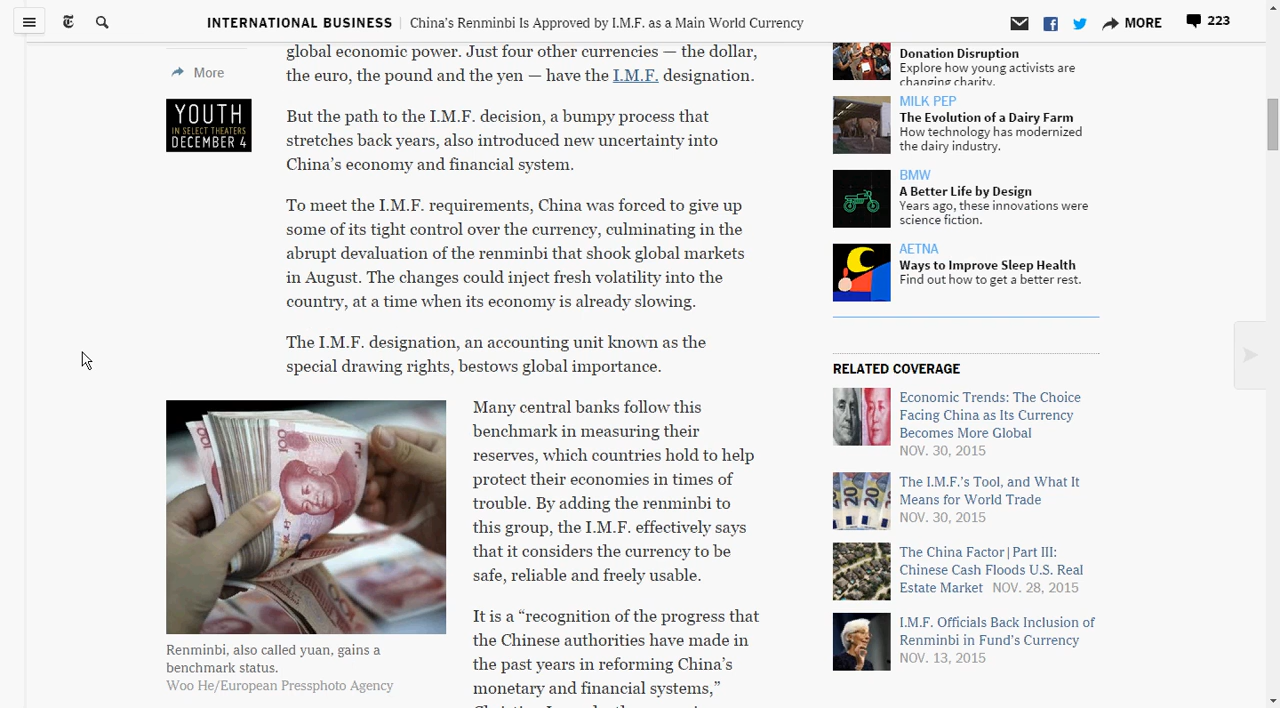 INTERNATIONAL BUSINESS | China's Renminbi Is Approved by I.M.F. as a Main World Currency
MORE
223
global economic power. Just four other currencies — the dollar,
the euro, the pound and the yen — have the I.M.F. designation.
More
YOUTH
IN SELECT THEATERS
DECEMBER 4
But the path to the I.M.F. decision, a bumpy process that
stretches back years, also introduced new uncertainty into
China's economy and financial system.
To meet the I.M.F. requirements, China was forced to give up
some of its tight control over the currency, culminating in the
abrupt devaluation of the renminbi that shook global markets
in August. The changes could inject fresh volatility into the
country, at a time when its economy is already slowing.
The I.M.F. designation, an accounting unit known as the
special drawing rights, bestows global importance.
100
Renminbi, also called yuan, gains a
benchmark status.
Woo He/European Pressphoto Agency
Many central banks follow this
benchmark in measuring their
reserves, which countries hold to help
protect their economies in times of
trouble. By adding the renminbi to
this group, the I.M.F. effectively says
that it considers the currency to be
safe, reliable and freely usable.
It is a “recognition of the progress that
the Chinese authorities have made in
the past years in reforming China's
monetary and financial systems,”
Donation Disruption
Explore how young activists are
changing charity.
MILK PEP
The Evolution of a Dairy Farm
How technology has modernized
the dairy industry.
BMW
A Better Life by Design
Years ago, these innovations were
science fiction.
AETNA
Ways to Improve Sleep Health
Find out how to get a better rest.
RELATED COVERAGE
Economic Trends: The Choice
Facing China as Its Currency
Becomes More Global
NOV. 30, 2015
20 20
The I.M.F.'s Tool, and What It
Means for World Trade
NOV. 30, 2015
The China Factor | Part III:
Chinese Cash Floods U.S. Real
Estate Market NOV. 28, 2015
I.M.F. Officials Back Inclusion of
Renminbi in Fund's Currency
NOV. 13, 2015